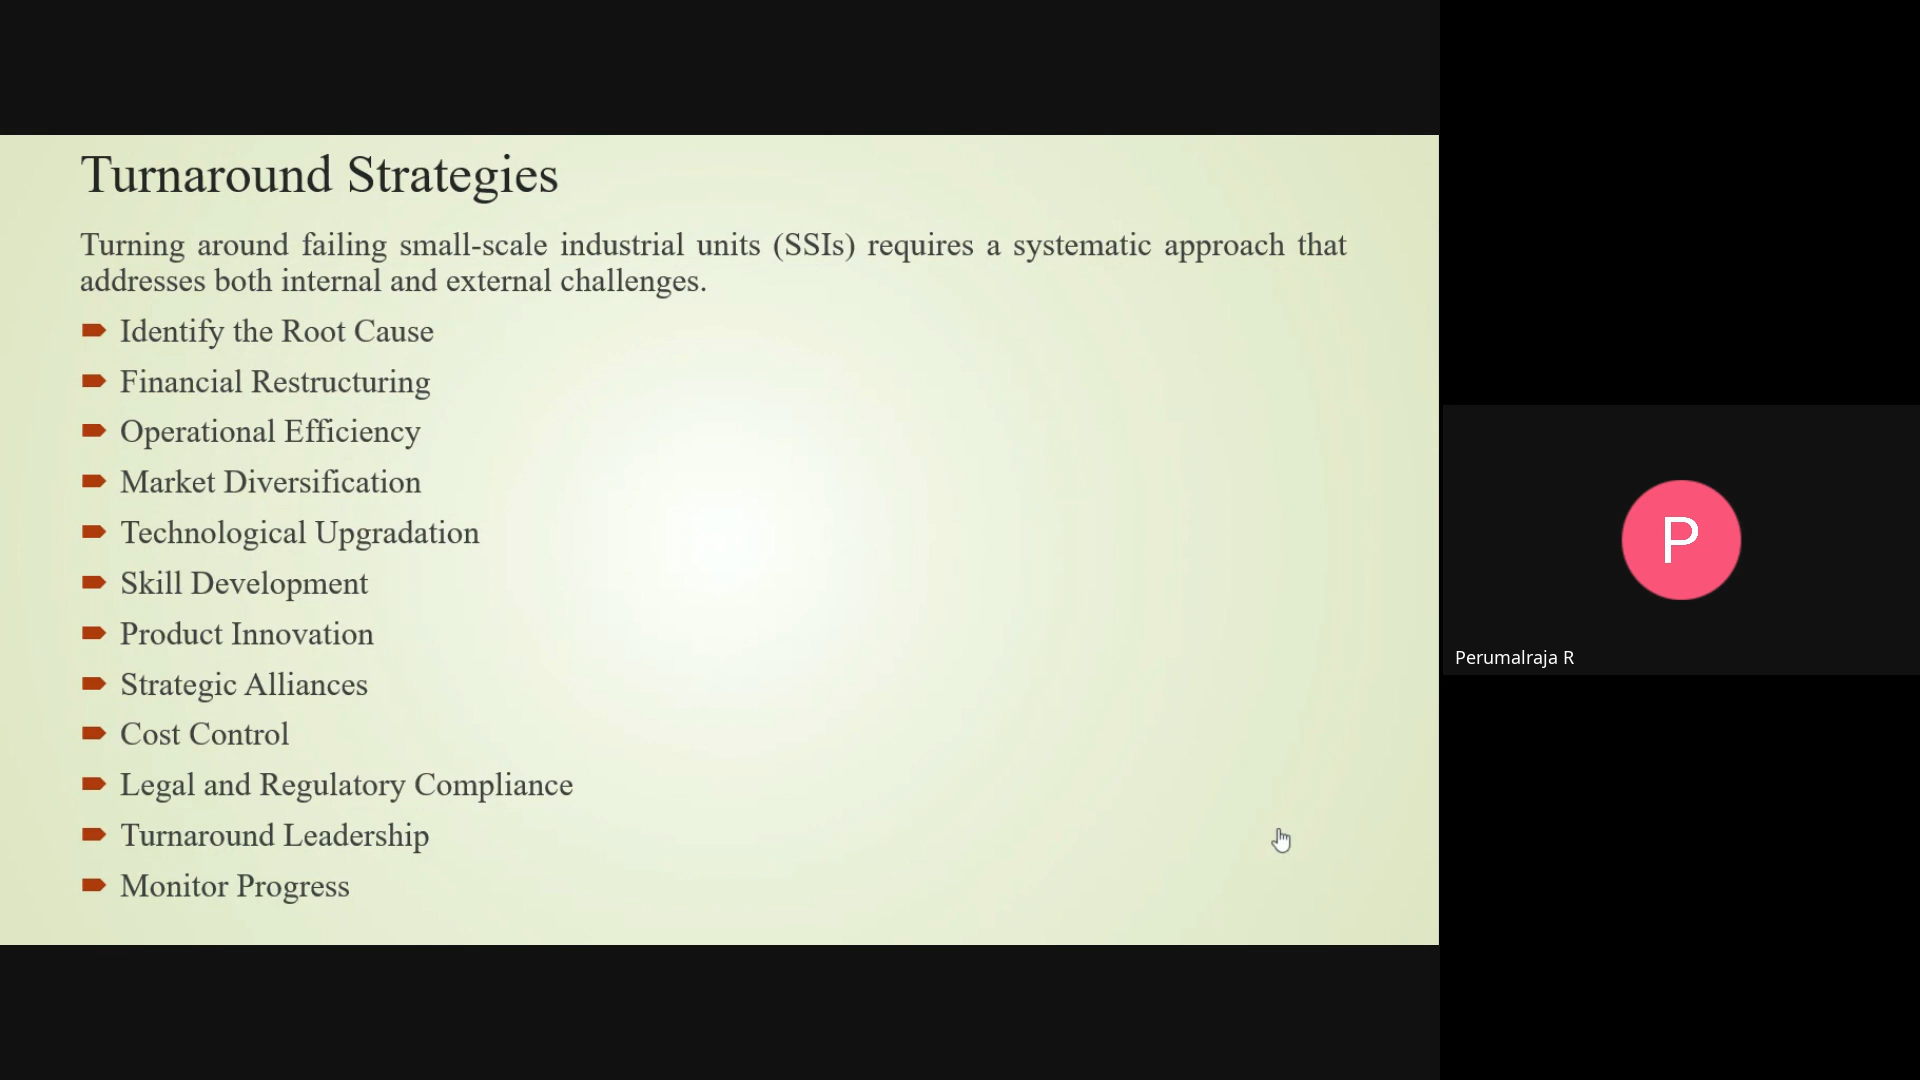 Turnaround Strategies
Turning around failing small-scale industrial units (SSIs) requires a systematic approach that
addresses both internal and external challenges.
Identify the Root Cause
Financial Restructuring
Operational Efficiency
Market Diversification
Technological Upgradation
Skill Development
Product Innovation
Strategic Alliances
Cost Control
Legal and Regulatory Compliance
Turnaround Leadership
Monitor Progress
P
Perumalraja R